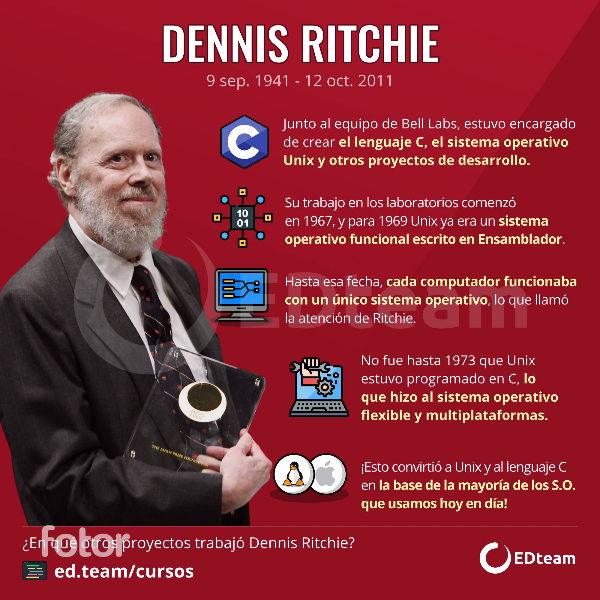 DENNIS RITCHIE
9 sep. 1941 - 12 oct. 2011
Junto al equipo de Bell Labs, estuvo encargado
de crear el lenguaje C, el sistema operativo
Unix y otros proyectos de desarrollo.
C
Su trabajo en los laboratorios comenzó
en 1967, y para 1969 Unix ya era un sistema
operativo funcional escrito en Ensamblador.
10
01
Hasta esa fecha, cada computador funcionaba
con un único sistema operativo, lo que llamó
la atención de Ritchie.
EDteam
No fue hasta 1973 que Unix
estuvo programado en C, lo
que hizo al sistema operativo
flexible y multiplataformas.
¡Esto convirtió a Unix y al lenguaje C
en la base de la mayoría de los S.O.
que usamos hoy en día!
fotor
¿En qué otros proyectos trabajó Dennis Ritchie?
ed.team/cursos
EDteam